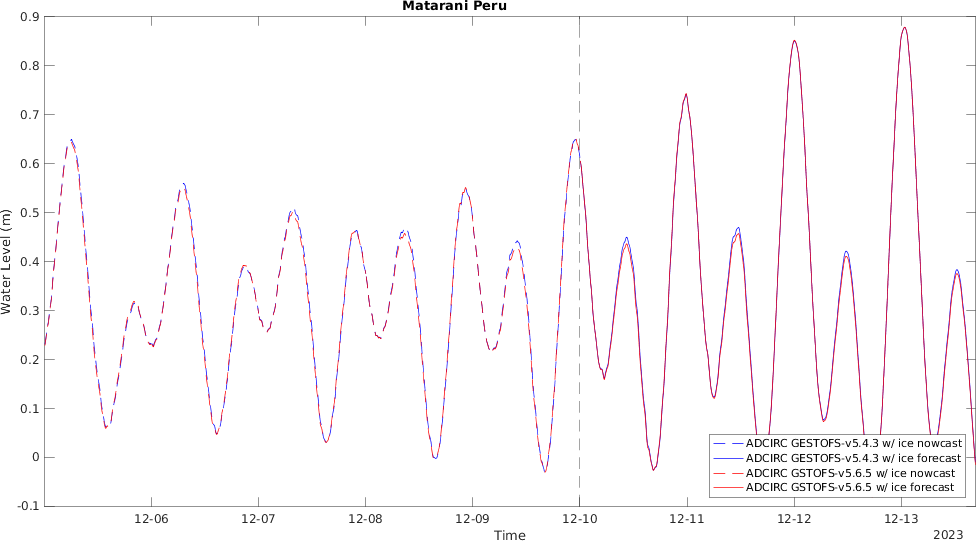 Matarani Peru
0.9
0.8
0.7
0.6
0.5
0.4
0.3
0.2
0.1
0
-0.1
Water Level (m)
ADCIRC GESTOFS-v5.4.3 w/ ice nowcast
ADCIRC GESTOFS-v5.4.3 w/ ice forecast
ADCIRC GSTOFS-v5.6.5 w/ ice nowcast
ADCIRC GSTOFS-v5.6.5 w/ ice forecast
12-06 12-07 12-08 12-09 12-10 12-11 12-12 12-13
Time
2023